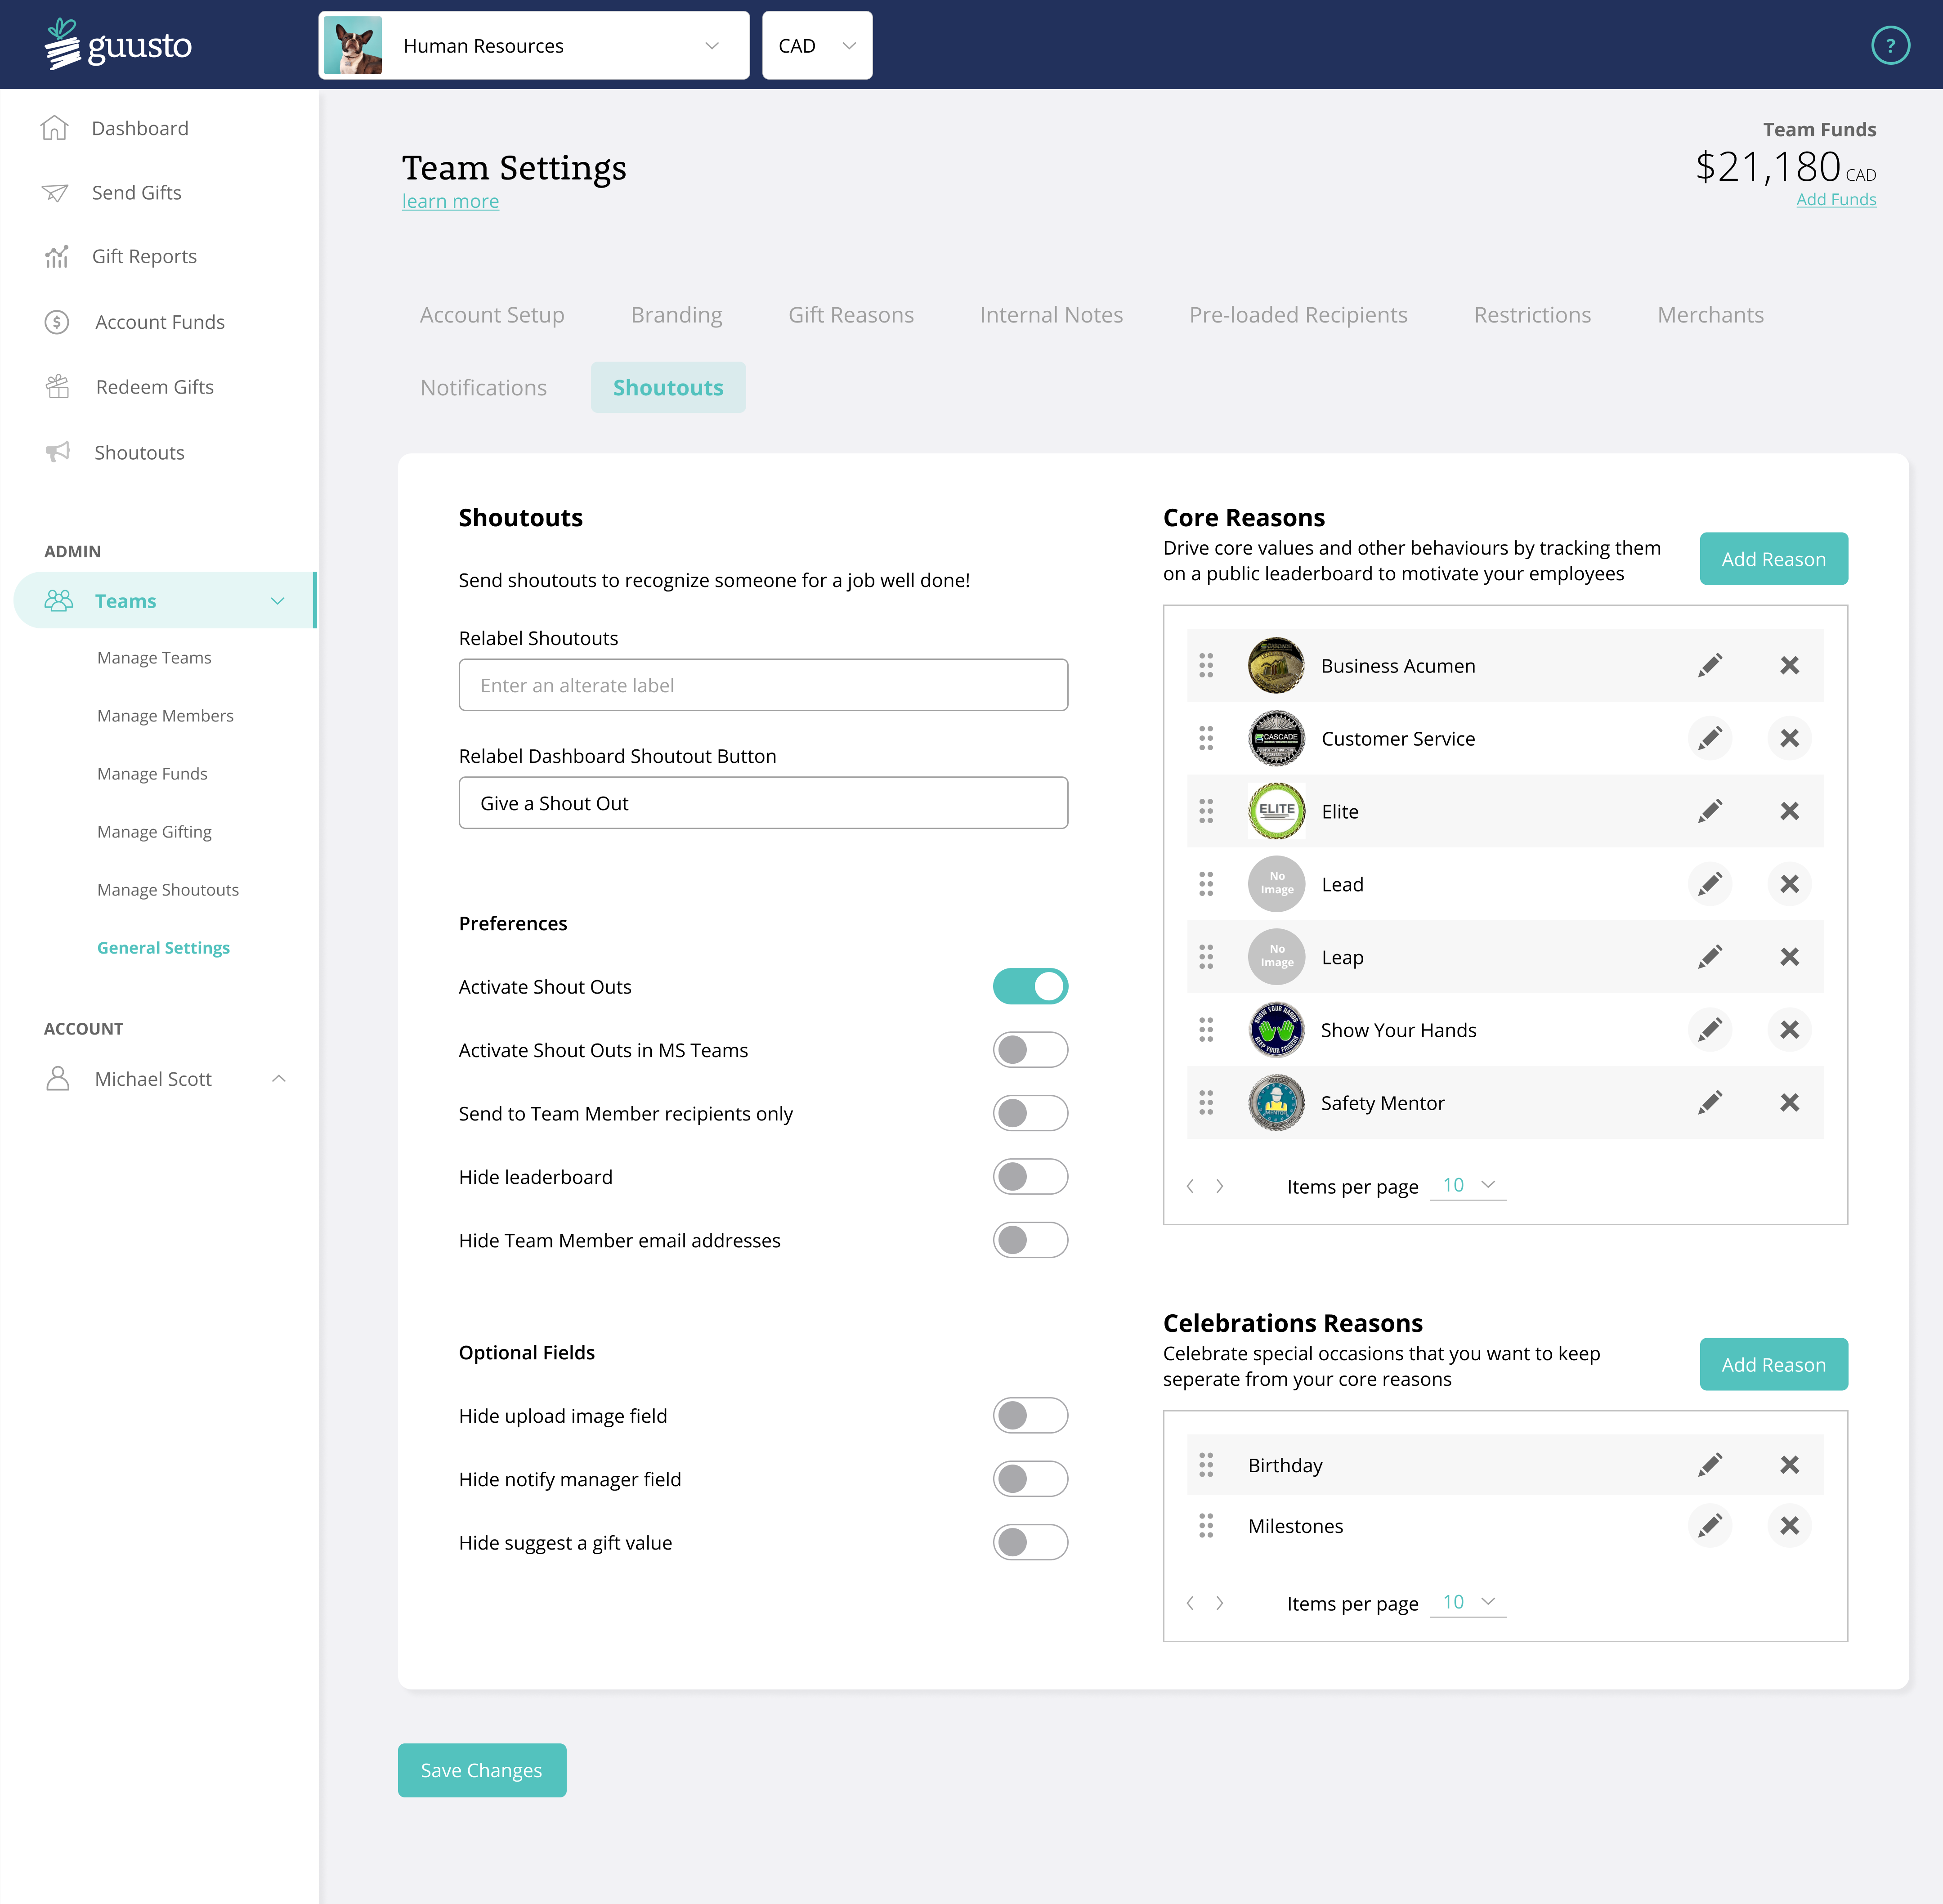 guusto
Human Resources
CAD
?
Dashboard
Send Gifts
Gift Reports
Account Funds
Redeem Gifts
Shoutouts
ADMIN
Teams
Manage Teams
Manage Members
Manage Funds
Manage Gifting
Manage Shoutouts
General Settings
ACCOUNT
Michael Scott
Team Settings
learn more
Team Funds
$21,180 CAD
Add Funds
Account Setup
Branding
Gift Reasons
Internal Notes
Pre-loaded Recipients
Restrictions
Merchants
Notifications
Shoutouts
Shoutouts
Send shoutouts to recognize someone for a job well done!
Relabel Shoutouts
Enter an alterate label
Relabel Dashboard Shoutout Button
Give a Shout Out
Preferences
Activate Shout Outs
Activate Shout Outs in MS Teams
Send to Team Member recipients only
Hide leaderboard
Hide Team Member email addresses
Optional Fields
Hide upload image field
Hide notify manager field
Hide suggest a gift value
Core Reasons
Drive core values and other behaviours by tracking them
on a public leaderboard to motivate your employees
Add Reason
Business Acumen
CASCADE
Customer Service
ELITE
Elite
No
Image
Lead
No
Image
Leap
SHOW YOUR HANDS
KEEP YOUR FINGERS
Show Your Hands
Safety Mentor
Items per page
10
Celebrations Reasons
Celebrate special occasions that you want to keep
seperate from your core reasons
Add Reason
Birthday
Milestones
Items per page
10
Save Changes